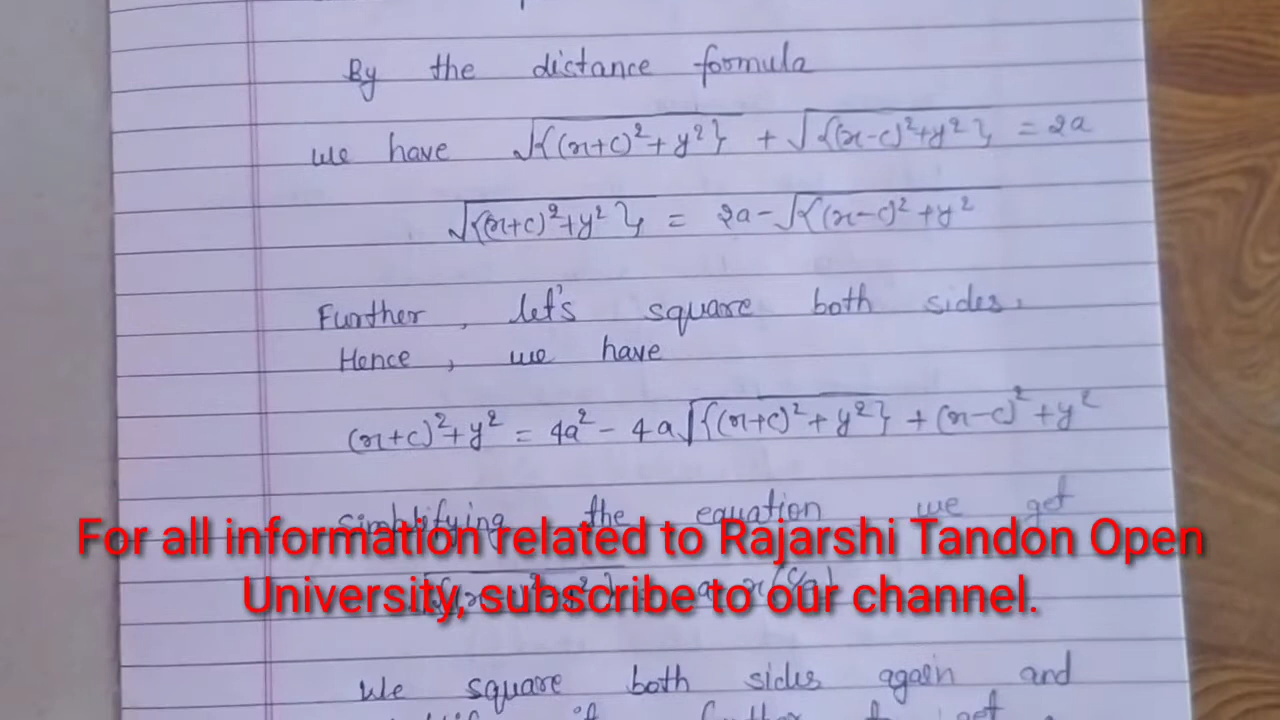 By the distance formula
we have √{(x+c)²+y²} + √{(x-c)²+y²} = 2a
√{(x+c)²+y²} = 2a-√{(x-c)²+y²
Further, let's square both sides.
Hence, we have
(x+c)²+y² = 4a² - 4a√{(x+c)²+y²} + (x-c)²+y²
simplifying the equation we get
For all information related to Rajarshi Tandon Open
University, subscribe to our channel.
We square both sides again and